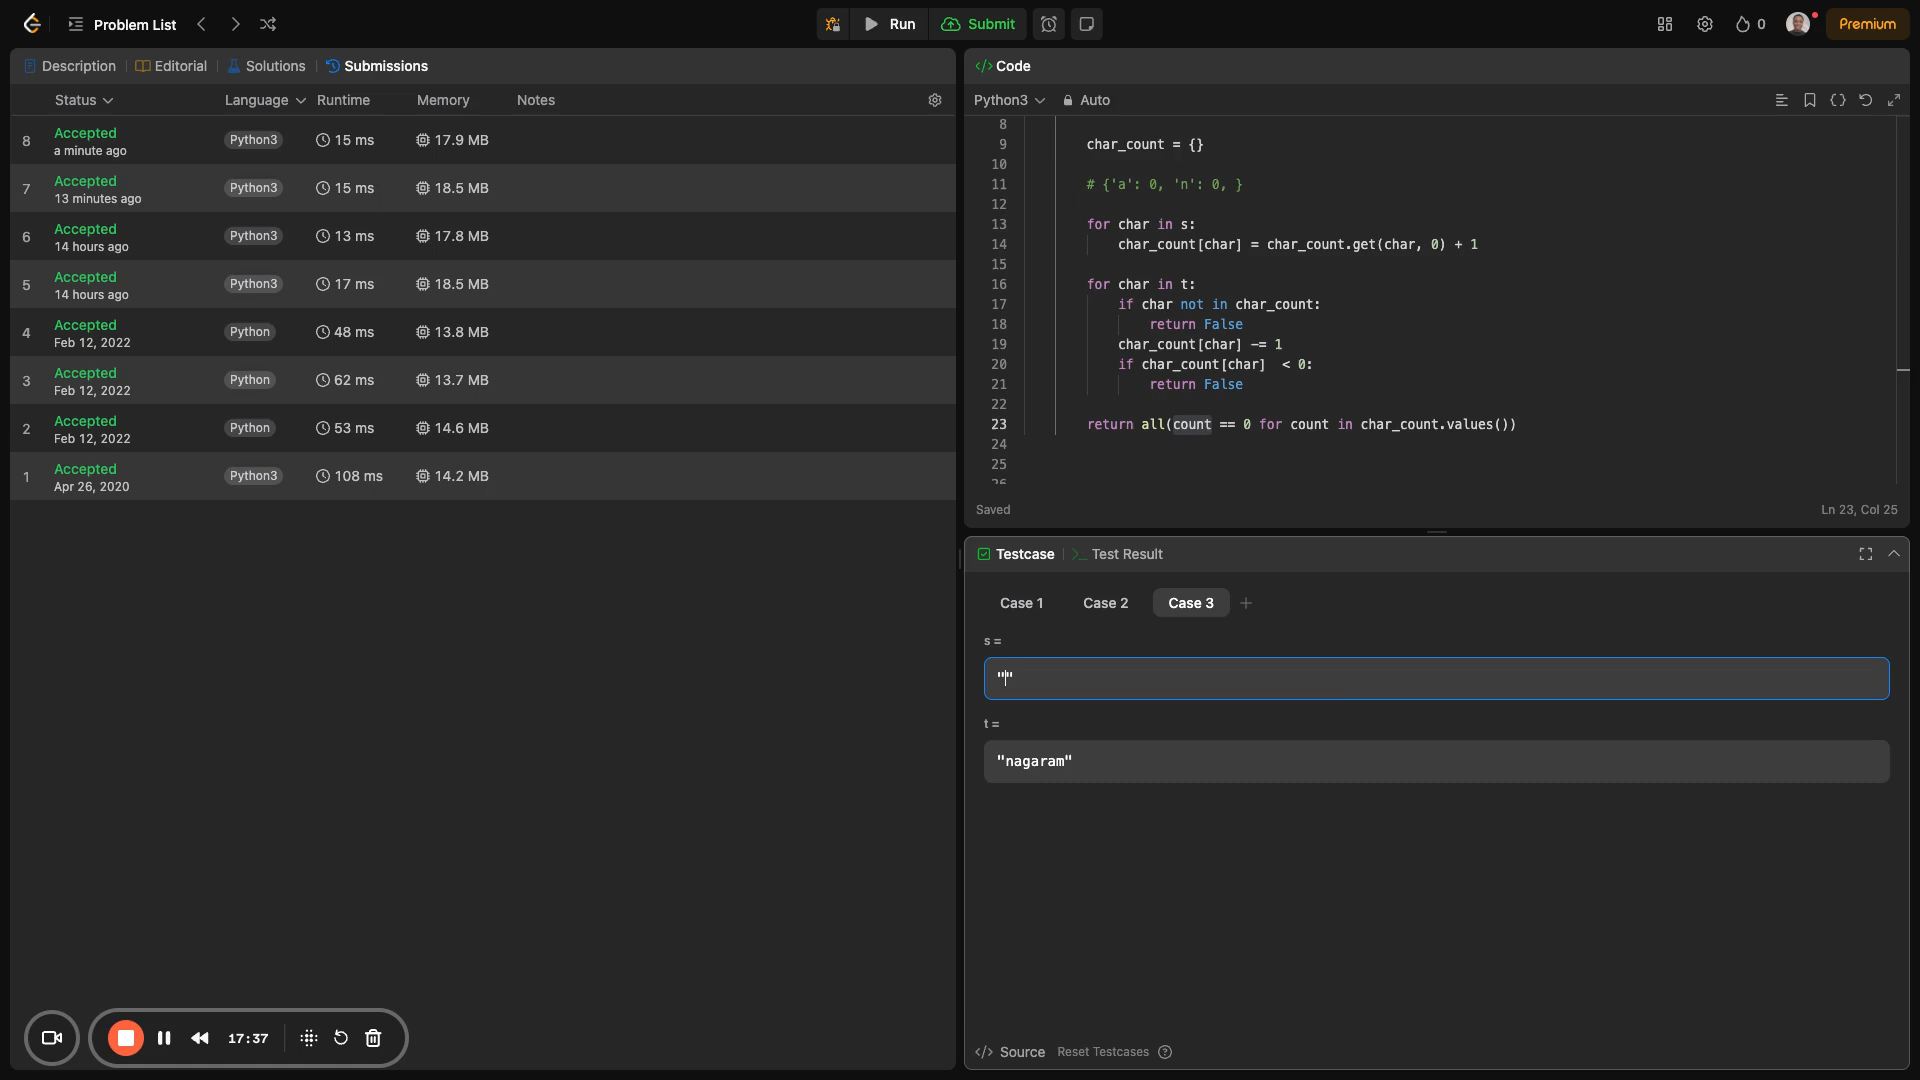 Problem List
Run
Submit
0
Premium
Description
Editorial
Solutions
Submissions
Status
Language
Runtime
Memory
Notes
8
Accepted
a minute ago
Python3
15 ms
17.9 MB
7
Accepted
13 minutes ago
Python3
15 ms
18.5 MB
6
Accepted
14 hours ago
Python3
13 ms
17.8 MB
5
Accepted
14 hours ago
Python3
17 ms
18.5 MB
4
Accepted
Feb 12, 2022
Python
48 ms
13.8 MB
3
Accepted
Feb 12, 2022
Python
62 ms
13.7 MB
2
Accepted
Feb 12, 2022
Python
53 ms
14.6 MB
1
Accepted
Apr 26, 2020
Python3
108 ms
14.2 MB
17:37
</> Code
Python3
Auto
8
9 char_count = {}
10
11 # {'a': 0, 'n': 0, }
12
13 for char in s:
14 char_count[char] = char_count.get(char, 0) + 1
15
16 for char in t:
17 if char not in char_count:
18 return False
19 char_count[char] -= 1
20 if char_count[char]  < 0:
21 return False
22
23 return all(count == 0 for count in char_count.values())
24
25
26
Saved
Ln 23, Col 25
Testcase
Test Result
Case 1
Case 2
Case 3
s =
""
t =
"nagaram"
</> Source
Reset Testcases